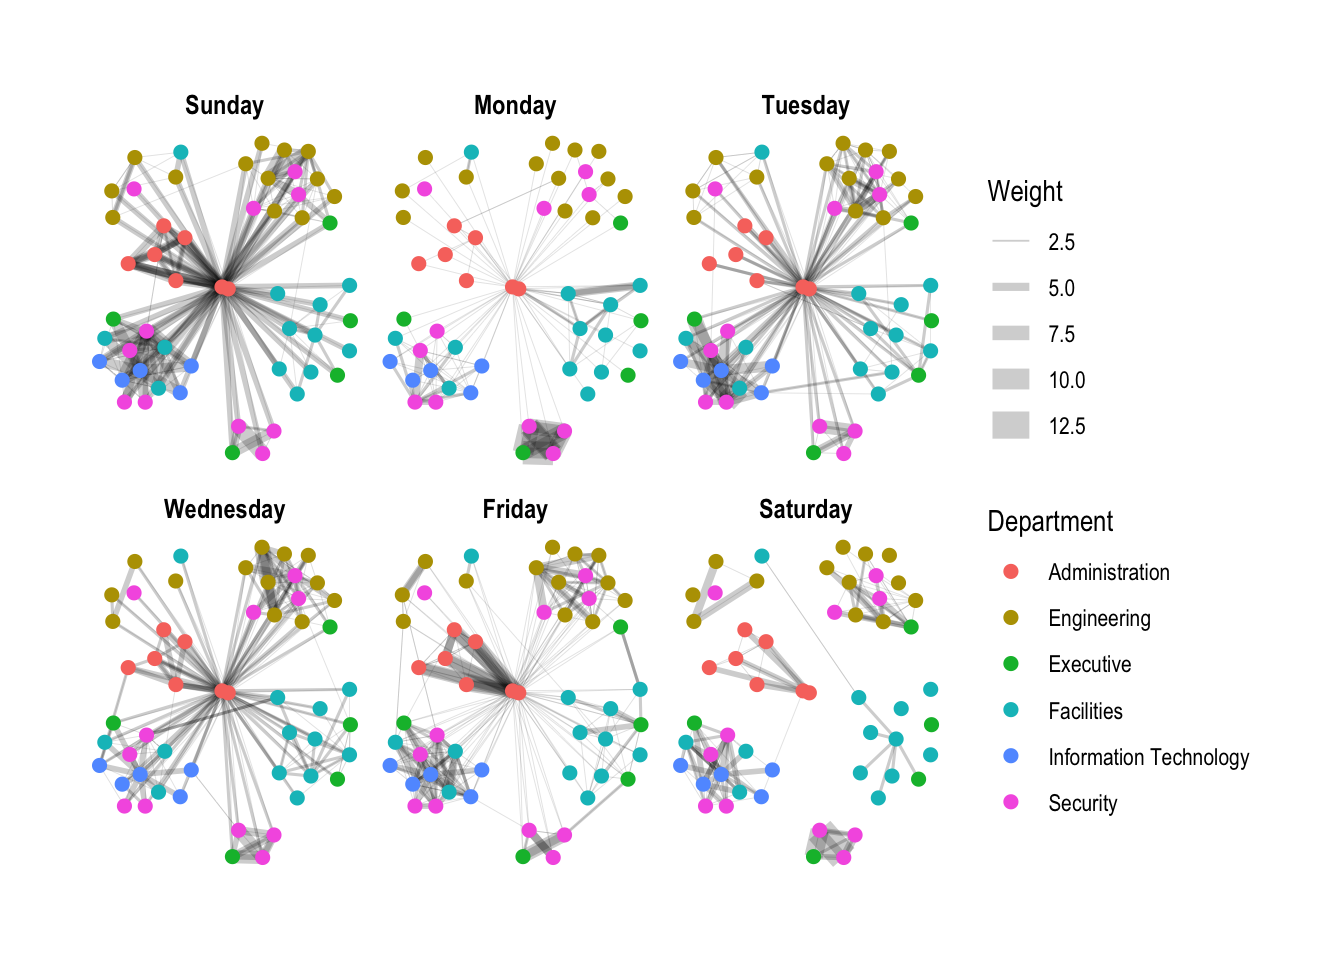 Sunday
Monday
Tuesday
Wednesday
Friday
Saturday
Weight
2.5
5.0
7.5
10.0
12.5
Department
Administration
Engineering
Executive
Facilities
Information Technology
Security